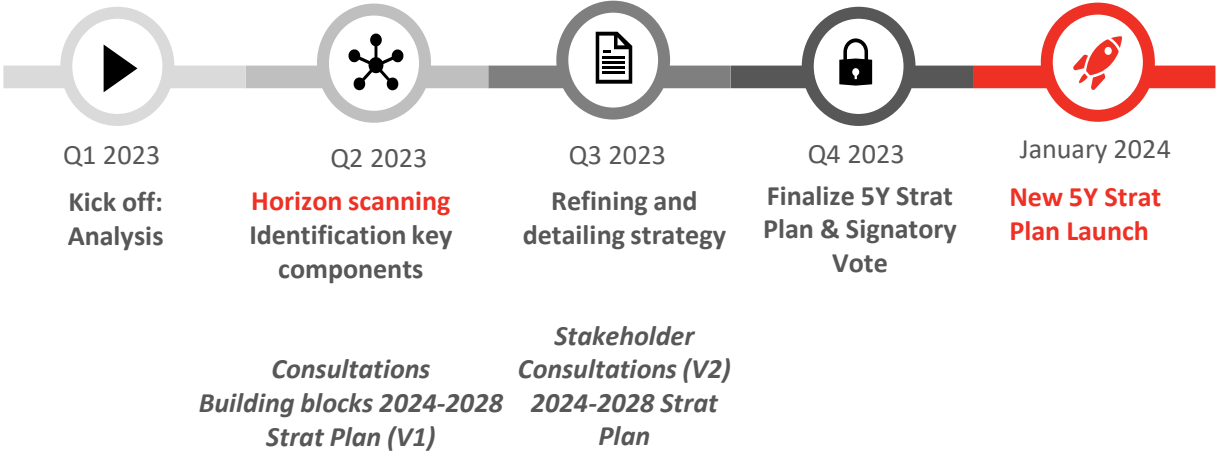 Q1 2023
Kick off:
Analysis
Q2 2023
Horizon scanning
Identification key
components
Consultations
Building blocks 2024-2028
Strat Plan (V1)
Q3 2023
Refining and
detailing strategy
Stakeholder
Consultations (V2)
2024-2028 Strat
Plan
Q4 2023
Finalize 5Y Strat
Plan & Signatory
Vote
January 2024
New 5Y Strat
Plan Launch